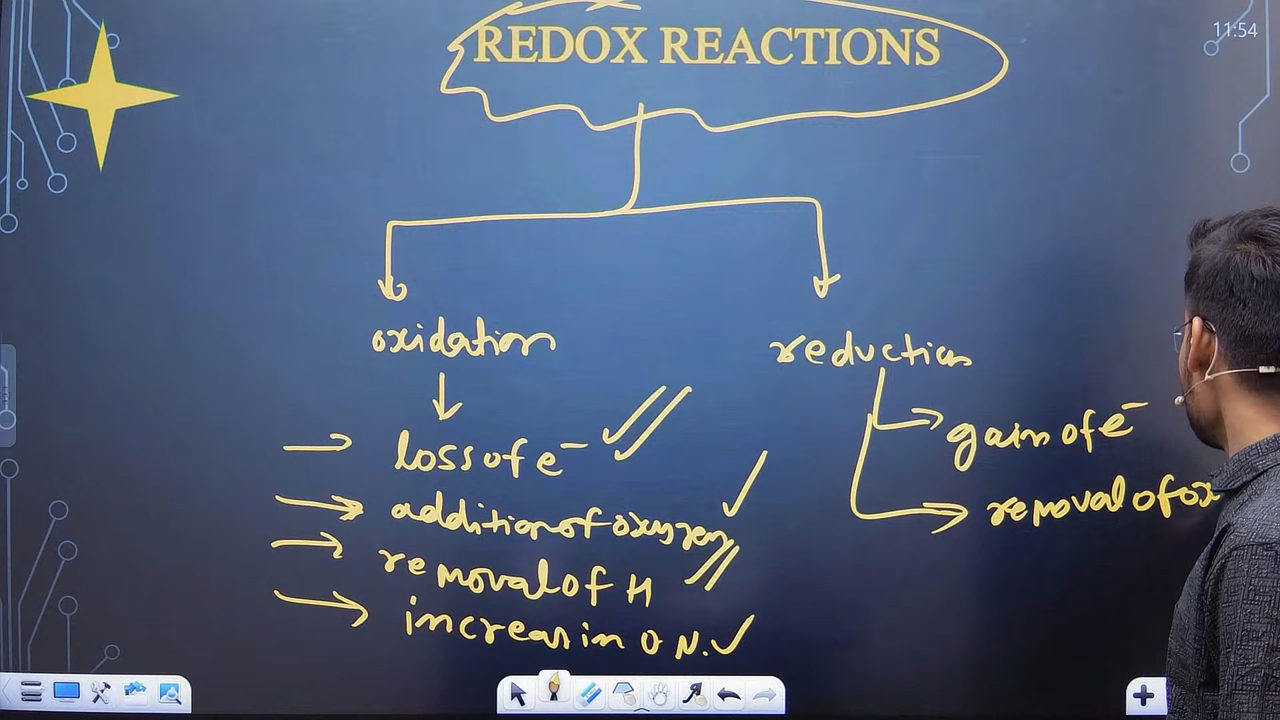 REDOX REACTIONS
11:54
oxidation
reduction
loss of e⁻
gain of e⁻
addition of oxygen
removal of ox
removal of H
increas in O N.